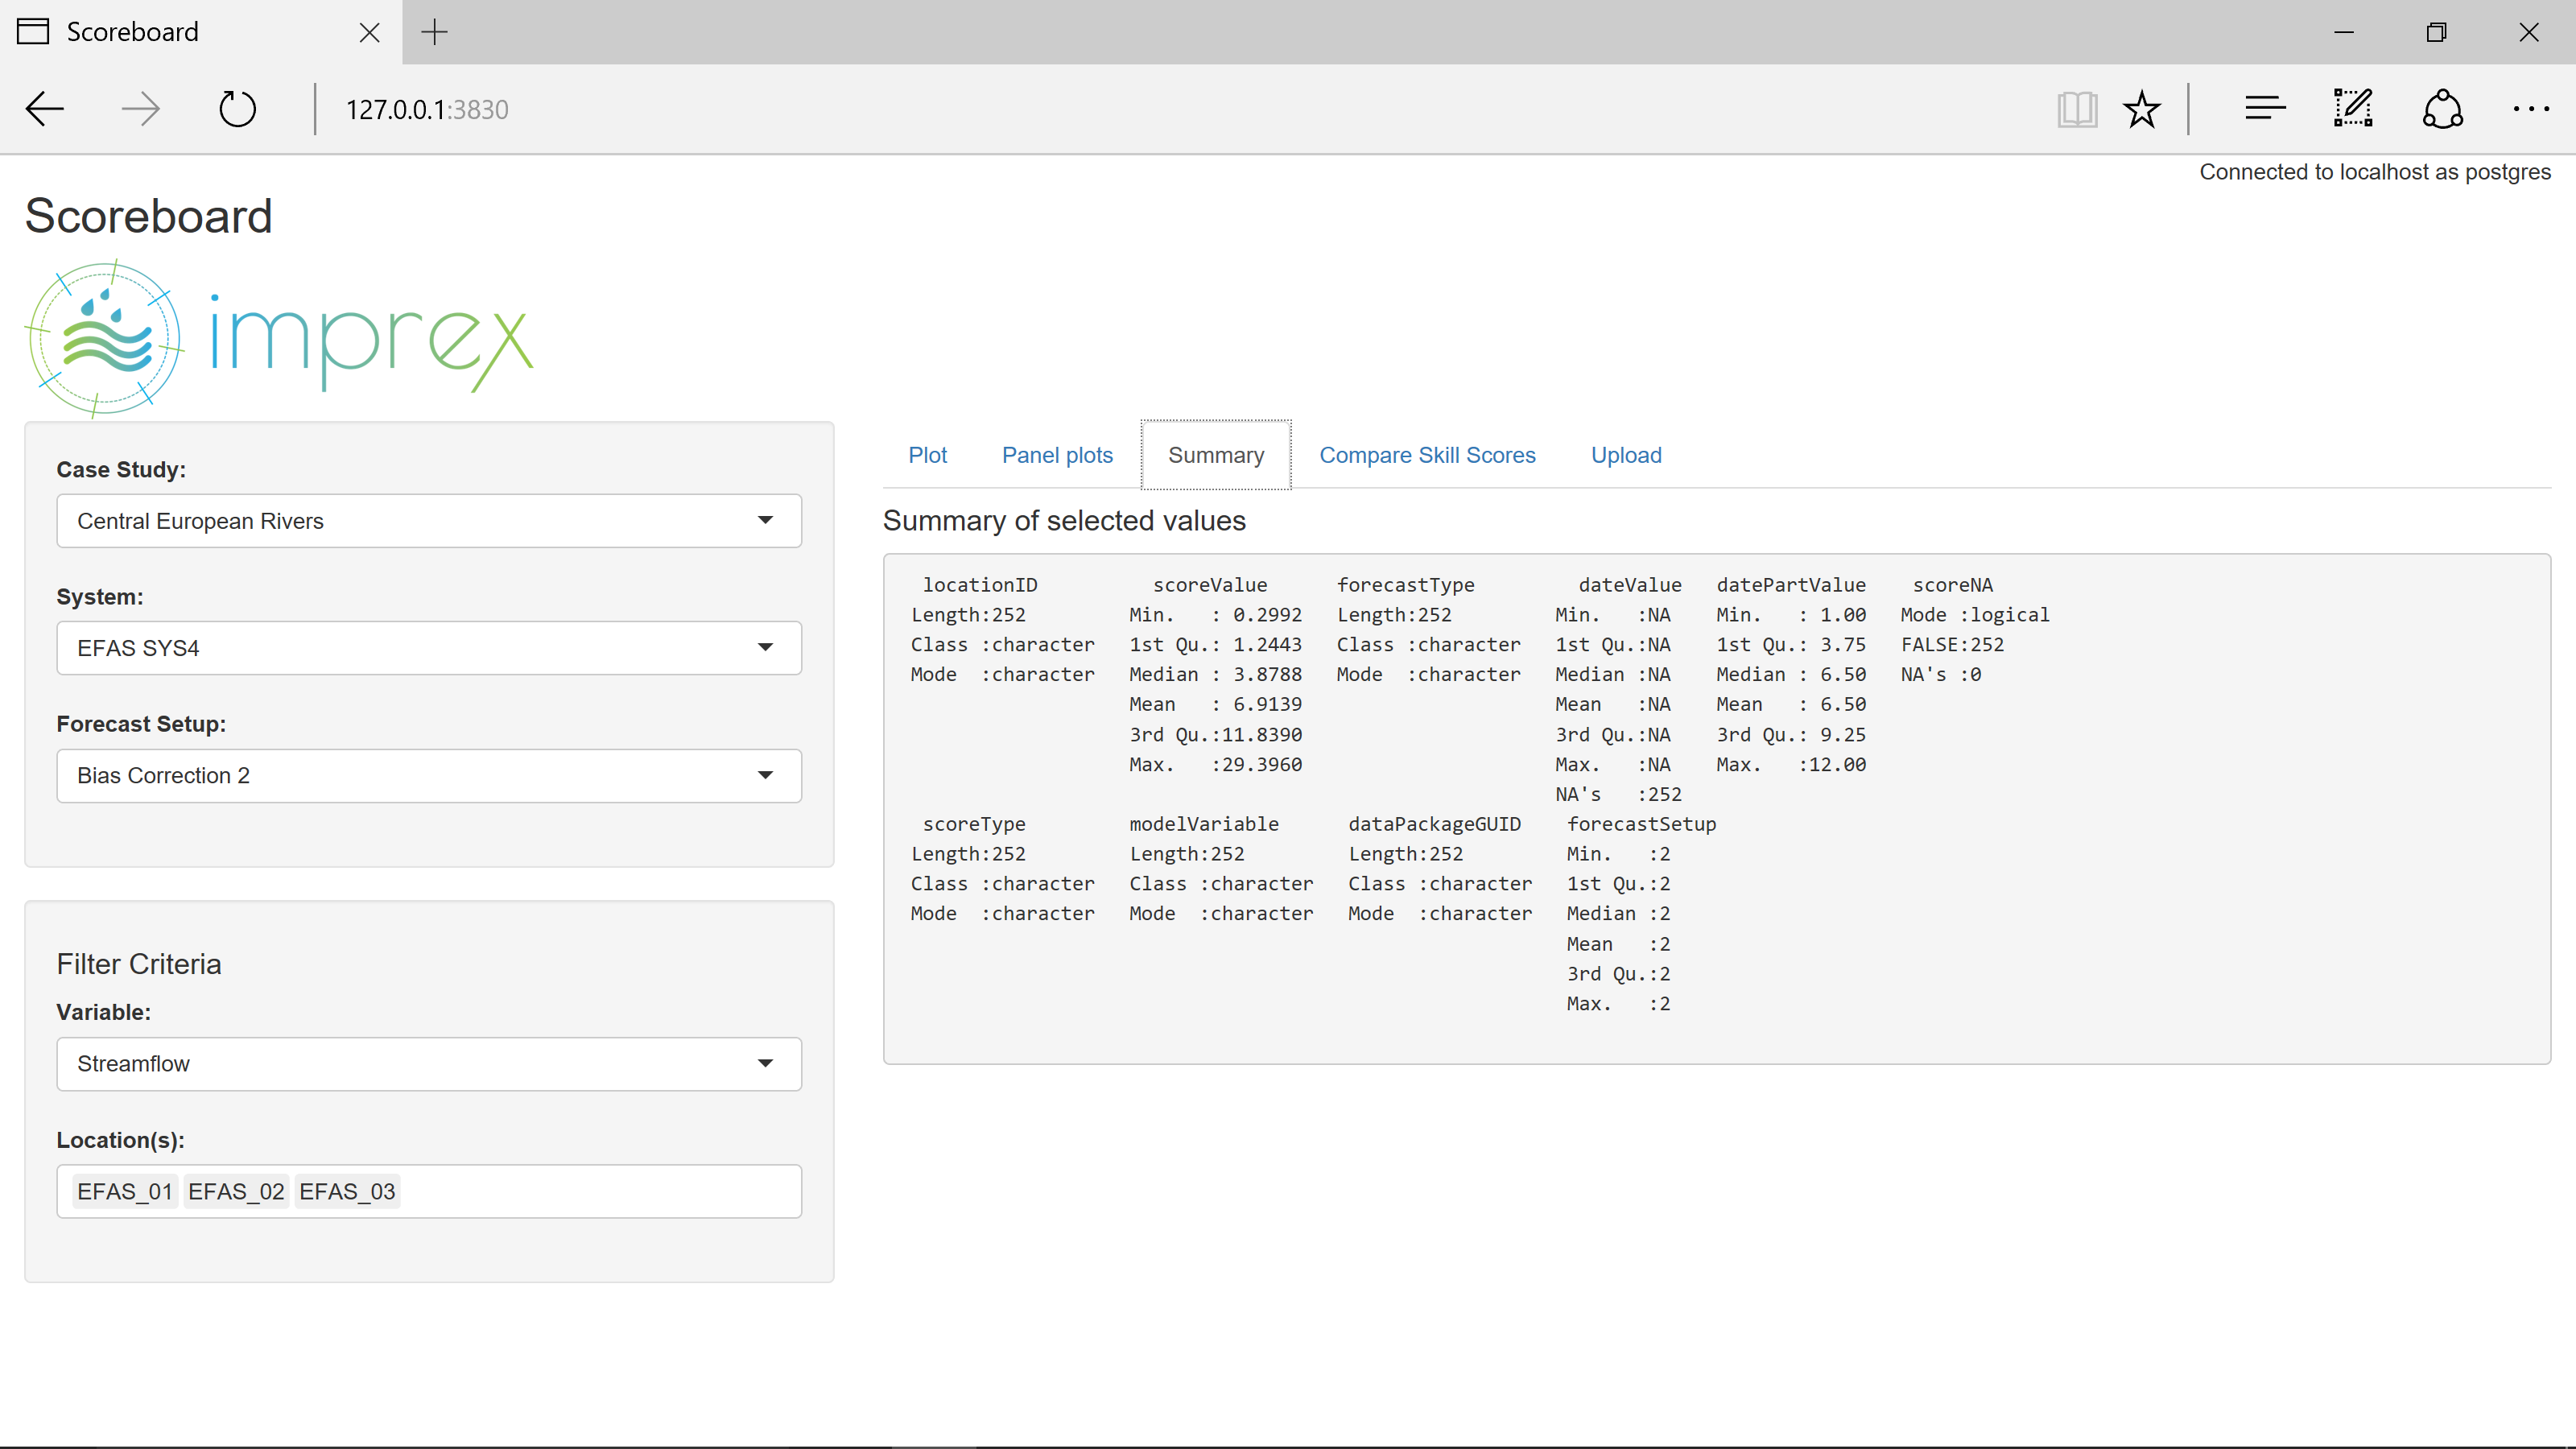 Scoreboard
127.0.0.1:3830
Connected to localhost as postgres
Scoreboard
imprex
Case Study:
Central European Rivers
System:
EFAS SYS4
Forecast Setup:
Bias Correction 2
Filter Criteria
Variable:
Streamflow
Location(s):
EFAS_01 EFAS_02 EFAS_03
Plot Panel plots Summary Compare Skill Scores Upload
Summary of selected values
locationID scoreValue forecastType dateValue datePartValue scoreNA
Length:252 Min. : 0.2992 Length:252 Min. :NA Min. : 1.00 Mode :logical
Class :character 1st Qu.: 1.2443 Class :character 1st Qu.:NA 1st Qu.: 3.75 FALSE:252
Mode :character Median : 3.8788 Mode :character Median :NA Median : 6.50 NA's :0
Mean : 6.9139 Mean :NA Mean : 6.50
3rd Qu.:11.8390 3rd Qu.:NA 3rd Qu.: 9.25
Max. :29.3960 Max. :NA Max. :12.00
NA's :252
scoreType modelVariable dataPackageGUID forecastSetup
Length:252 Length:252 Length:252 Min. :2
Class :character Class :character Class :character 1st Qu.:2
Mode :character Mode :character Mode :character Median :2
Mean :2
3rd Qu.:2
Max. :2